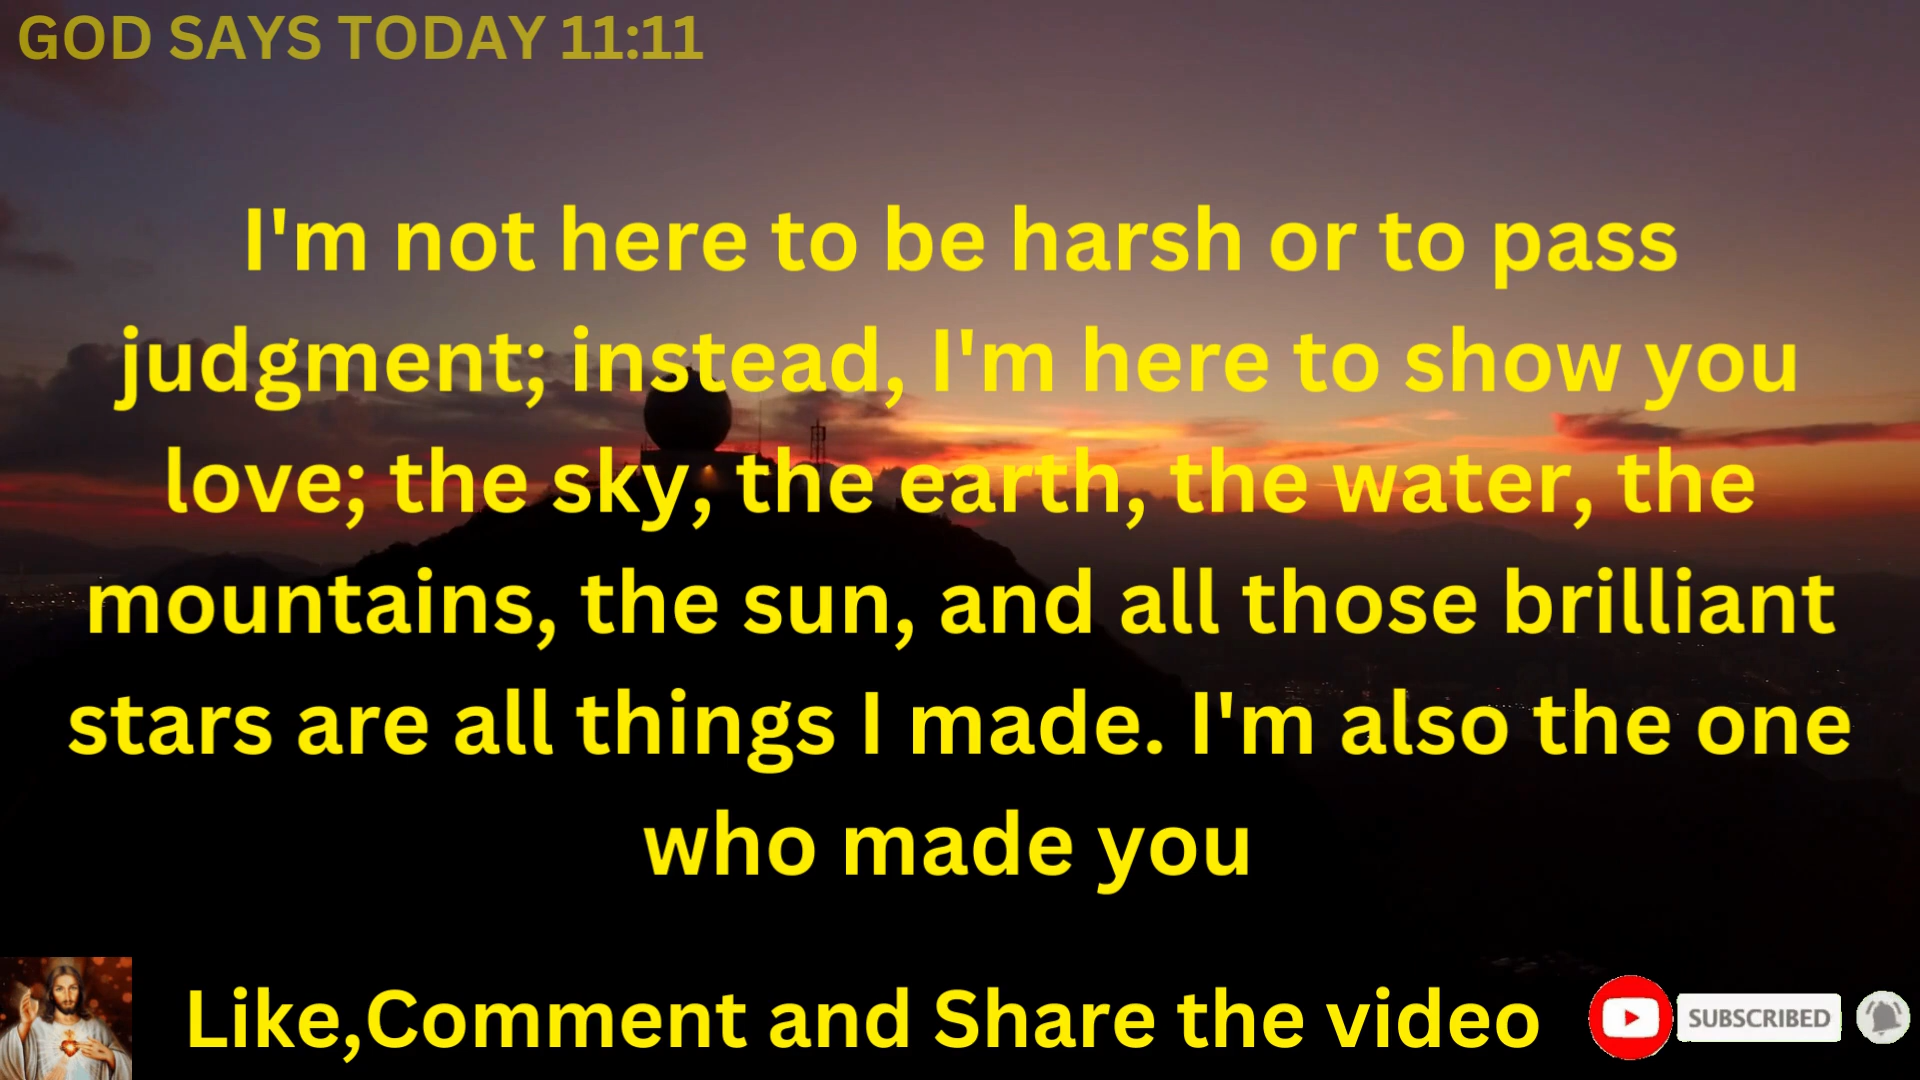 GOD SAYS TODAY 11:11
I'm not here to be harsh or to pass
judgment; instead, I'm here to show you
love; the sky, the earth, the water, the
mountains, the sun, and all those brilliant
stars are all things I made. I'm also the one
who made you
Like,Comment and Share the video
SUBSCRIBED